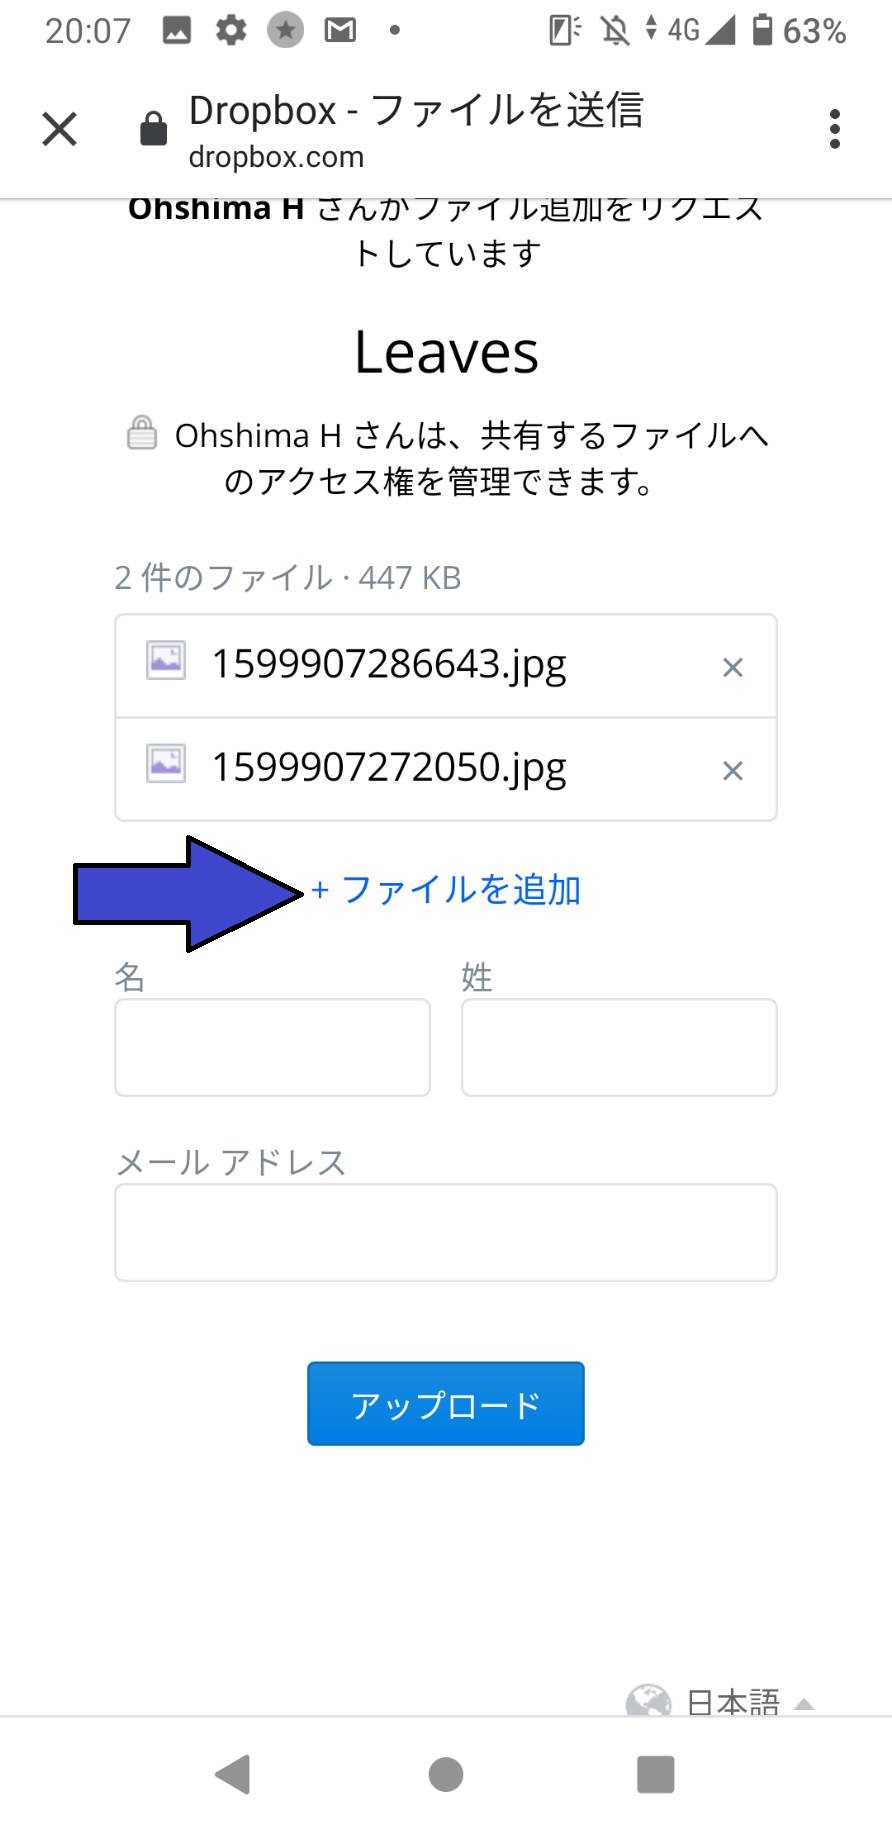 20:07 4G 63%
Dropbox - ファイルを送信
dropbox.com
Ohshima H さんがファイル追加をリクエス
トしています
Leaves
Ohshima H さんは、共有するファイルへ
のアクセス権を管理できます。
2 件のファイル · 447 KB
1599907286643.jpg ×
1599907272050.jpg ×
+ ファイルを追加
名 姓
メール アドレス
アップロード
日本語